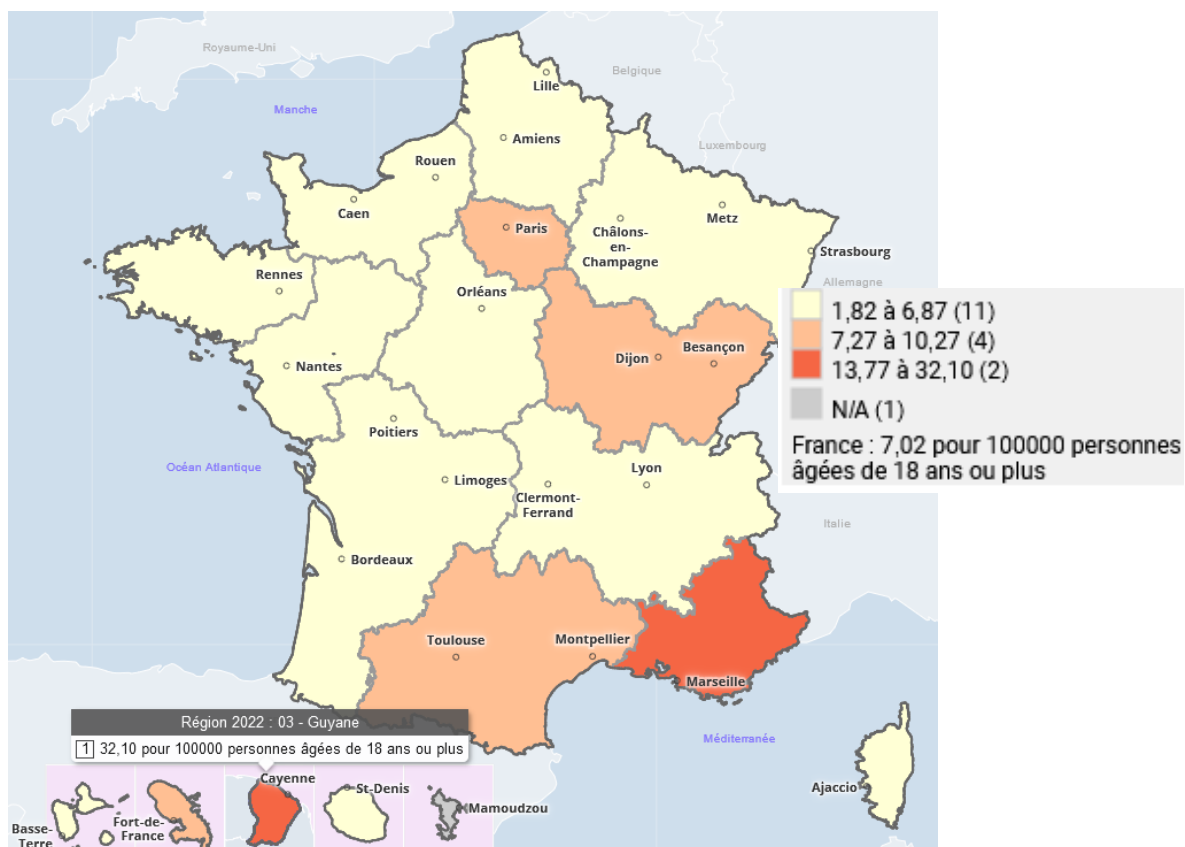 Royaume-Uni
Belgique
Lille
Manche
Amiens
Luxembourg
Rouen
Metz
Caen
Paris
Châlons-
en-
Champagne
Strasbourg
Rennes
Orléans
Allemagne
1,82 à 6,87 (11)
7,27 à 10,27 (4)
13,77 à 32,10 (2)
N/A (1)
France : 7,02 pour 100000 personnes
âgées de 18 ans ou plus
Nantes
Dijon
Besançon
Poitiers
Océan Atlantique
Limoges
Clermont-
Ferrand
Lyon
Italie
Bordeaux
Toulouse
Montpellier
Marseille
Région 2022 : 03 - Guyane
1 32,10 pour 100000 personnes âgées de 18 ans ou plus
Méditerranée
Ajaccio
Cayenne
St-Denis
Mamoudzou
Basse-
Terre
Fort-de-
France